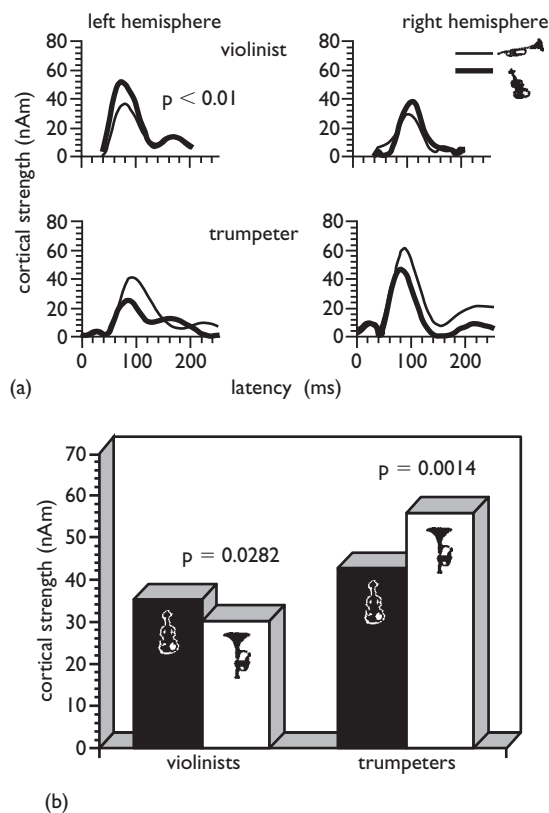 left hemisphere right hemisphere
violinist
80 80
60 p < 0.01 60
40 40
20 20
0 0
cortical strength (nAm)
trumpeter
80 80
60 60
40 40
20 20
0 0
0 100 200 0 100 200
(a) latency (ms)
70
60 p = 0.0014
50
p = 0.0282
40
30
20
10
0
cortical strength (nAm)
violinists trumpeters
(b)